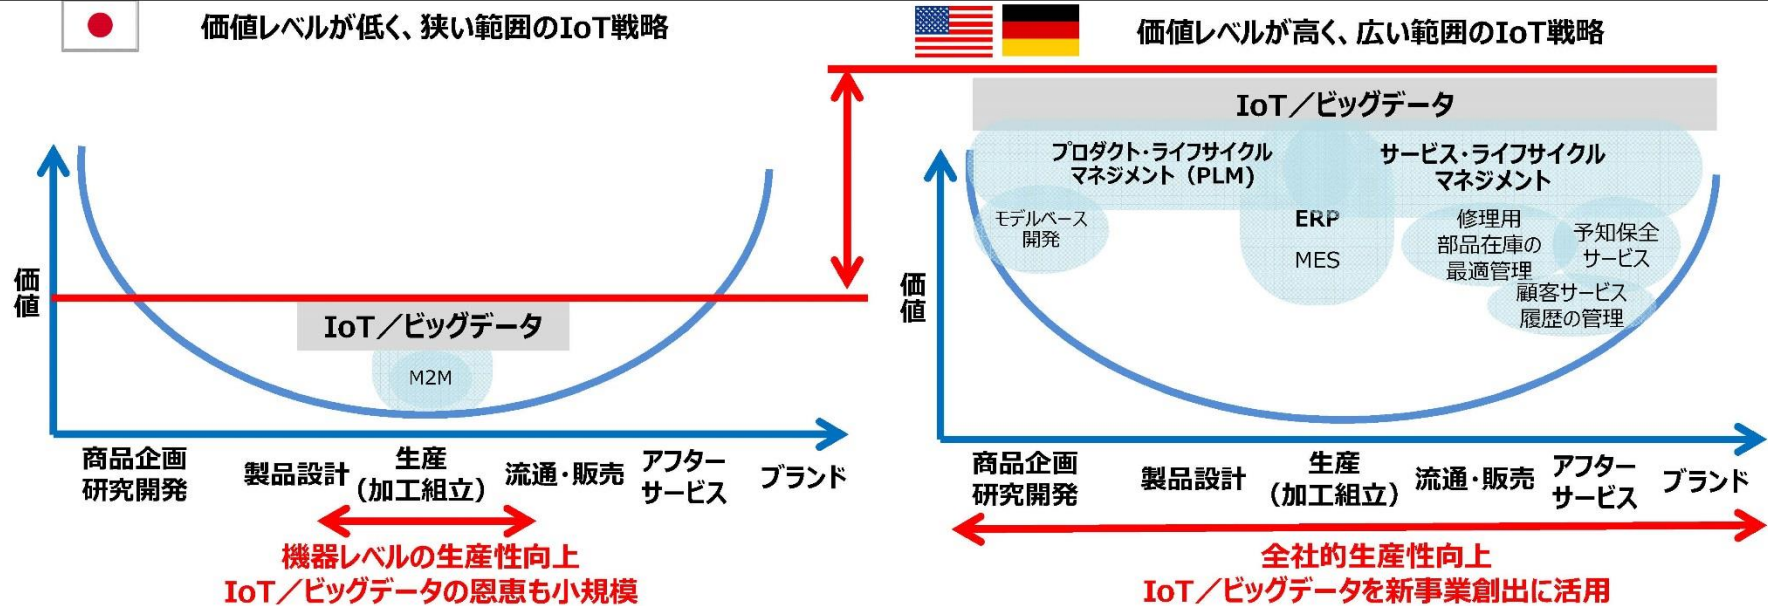 価値レベルが低く、狭い範囲のIoT戦略
価値
IoT／ビッグデータ
M2M
商品企画
研究開発
製品設計
生産
（加工組立）
流通・販売
アフター
サービス
ブランド
機器レベルの生産性向上
IoT／ビッグデータの恩恵も小規模
価値レベルが高く、広い範囲のIoT戦略
IoT／ビッグデータ
プロダクト・ライフサイクル
マネジメント（PLM）
サービス・ライフサイクル
マネジメント
モデルベース
開発
ERP
MES
修理用
部品在庫の
最適管理
予知保全
サービス
顧客サービス
履歴の管理
価値
商品企画
研究開発
製品設計
生産
（加工組立）
流通・販売
アフター
サービス
ブランド
全社的生産性向上
IoT／ビッグデータを新事業創出に活用